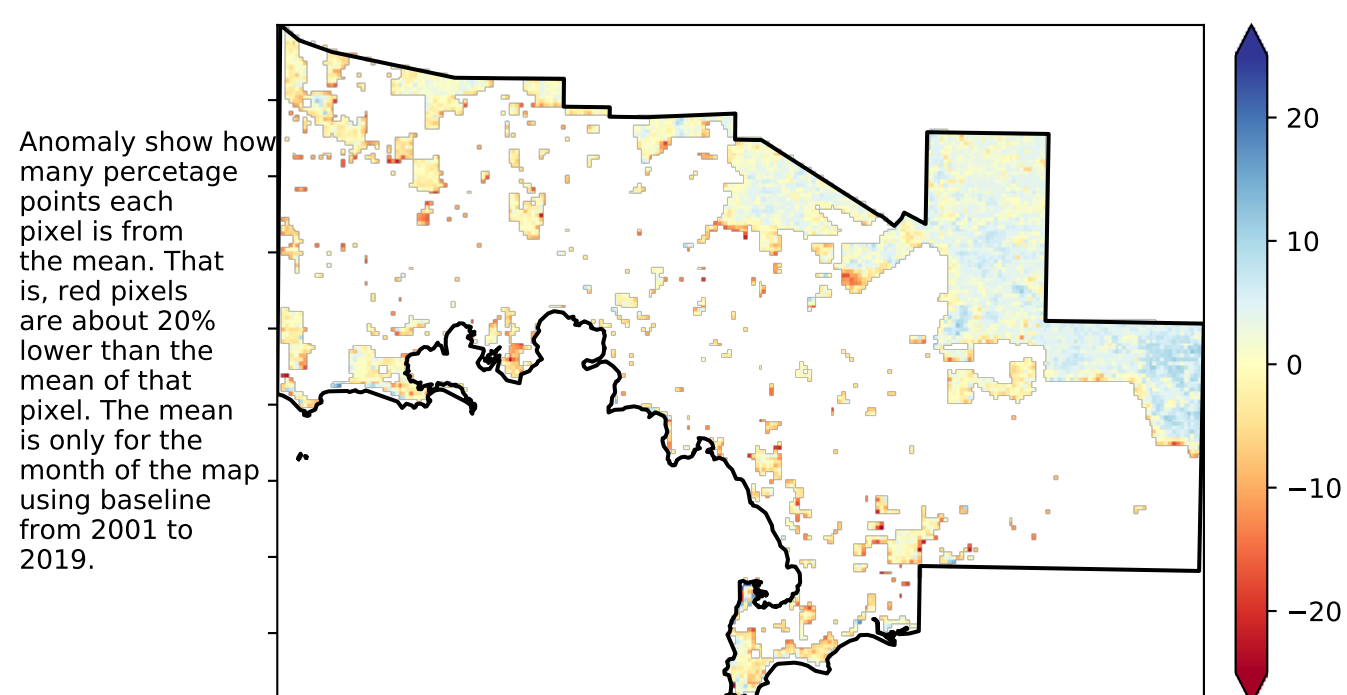 Anomaly show how
many percetage
points each
pixel is from
the mean. That
is, red pixels
are about 20%
lower than the
mean of that
pixel. The mean
is only for the
month of the map
using baseline
from 2001 to
2019.
20
10
0
−10
−20